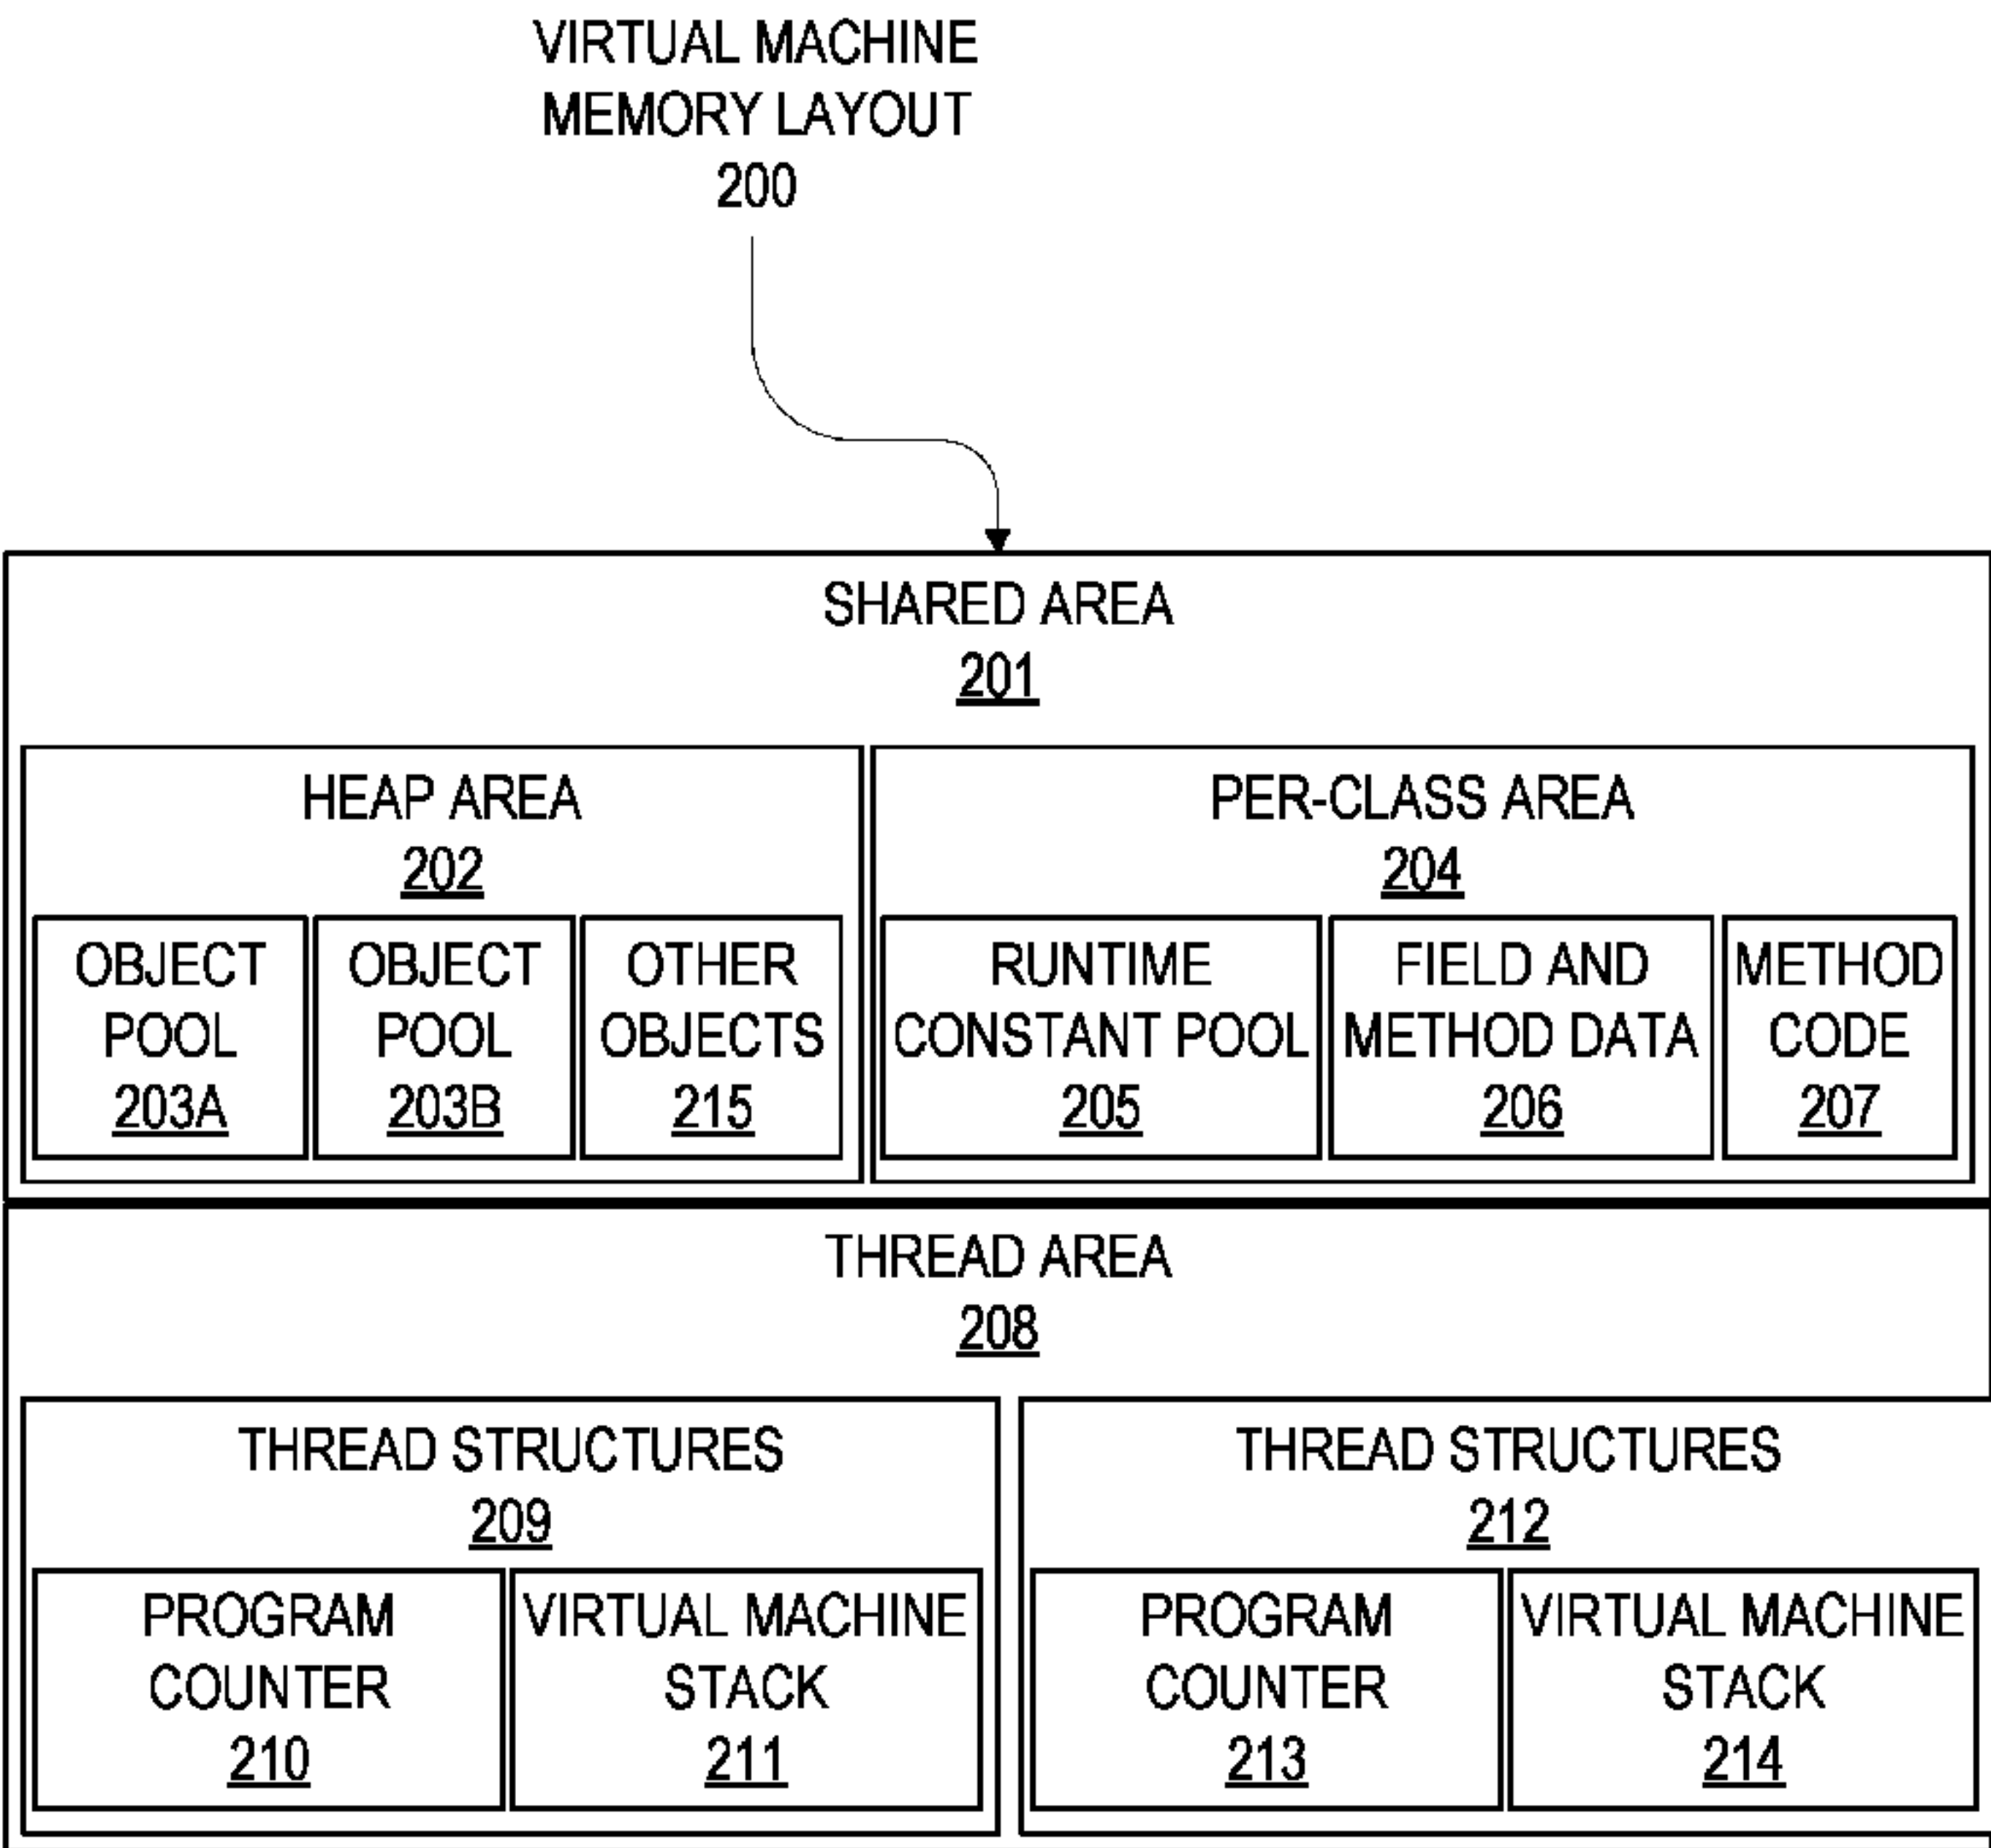 VIRTUAL MACHINE
MEMORY LAYOUT
200
SHARED AREA
201
HEAP AREA
202
OBJECT
POOL
203A
OBJECT
POOL
203B
OTHER
OBJECTS
215
PER-CLASS AREA
204
RUNTIME
CONSTANT POOL
205
FIELD AND
METHOD DATA
206
METHOD
CODE
207
THREAD AREA
208
THREAD STRUCTURES
209
PROGRAM
COUNTER
210
VIRTUAL MACHINE
STACK
211
THREAD STRUCTURES
212
PROGRAM
COUNTER
213
VIRTUAL MACHINE
STACK
214